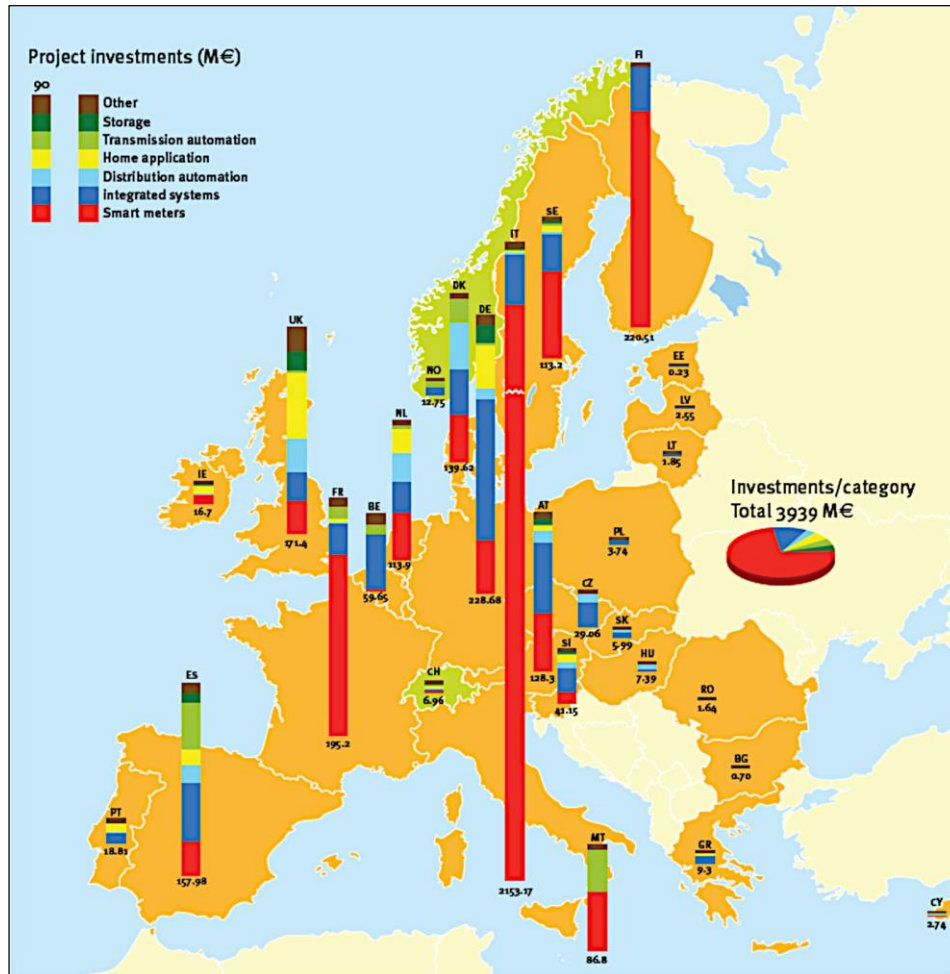 Project investments (M€)
90
Other
Storage
Transmission automation
Home application
Distribution automation
integrated systems
Smart meters
FI
220.51
SE
113.2
IT
2153.17
DK
139.62
DE
228.68
UK
171.4
NO
12.75
NL
113.9
EE
0.23
LV
2.55
LT
1.85
IE
16.7
FR
195.2
BE
59.65
AT
128.3
PL
3.74
Investments/category
Total 3939 M€
CZ
29.06
SK
5.99
SI
41.15
HU
7.39
CH
6.96
RO
1.64
ES
157.98
BG
0.70
PT
18.81
MT
86.8
GR
9.3
CY
2.74